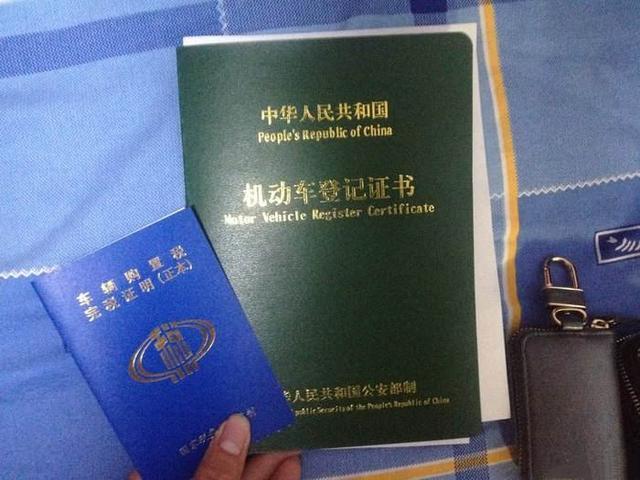 中华人民共和国
People's Republic of China
机动车登记证书
Motor Vehicle Register Certificate
华人民共和国公安部制
Public Security of the People's Republic of China
车辆购置税
完税证明(正本)